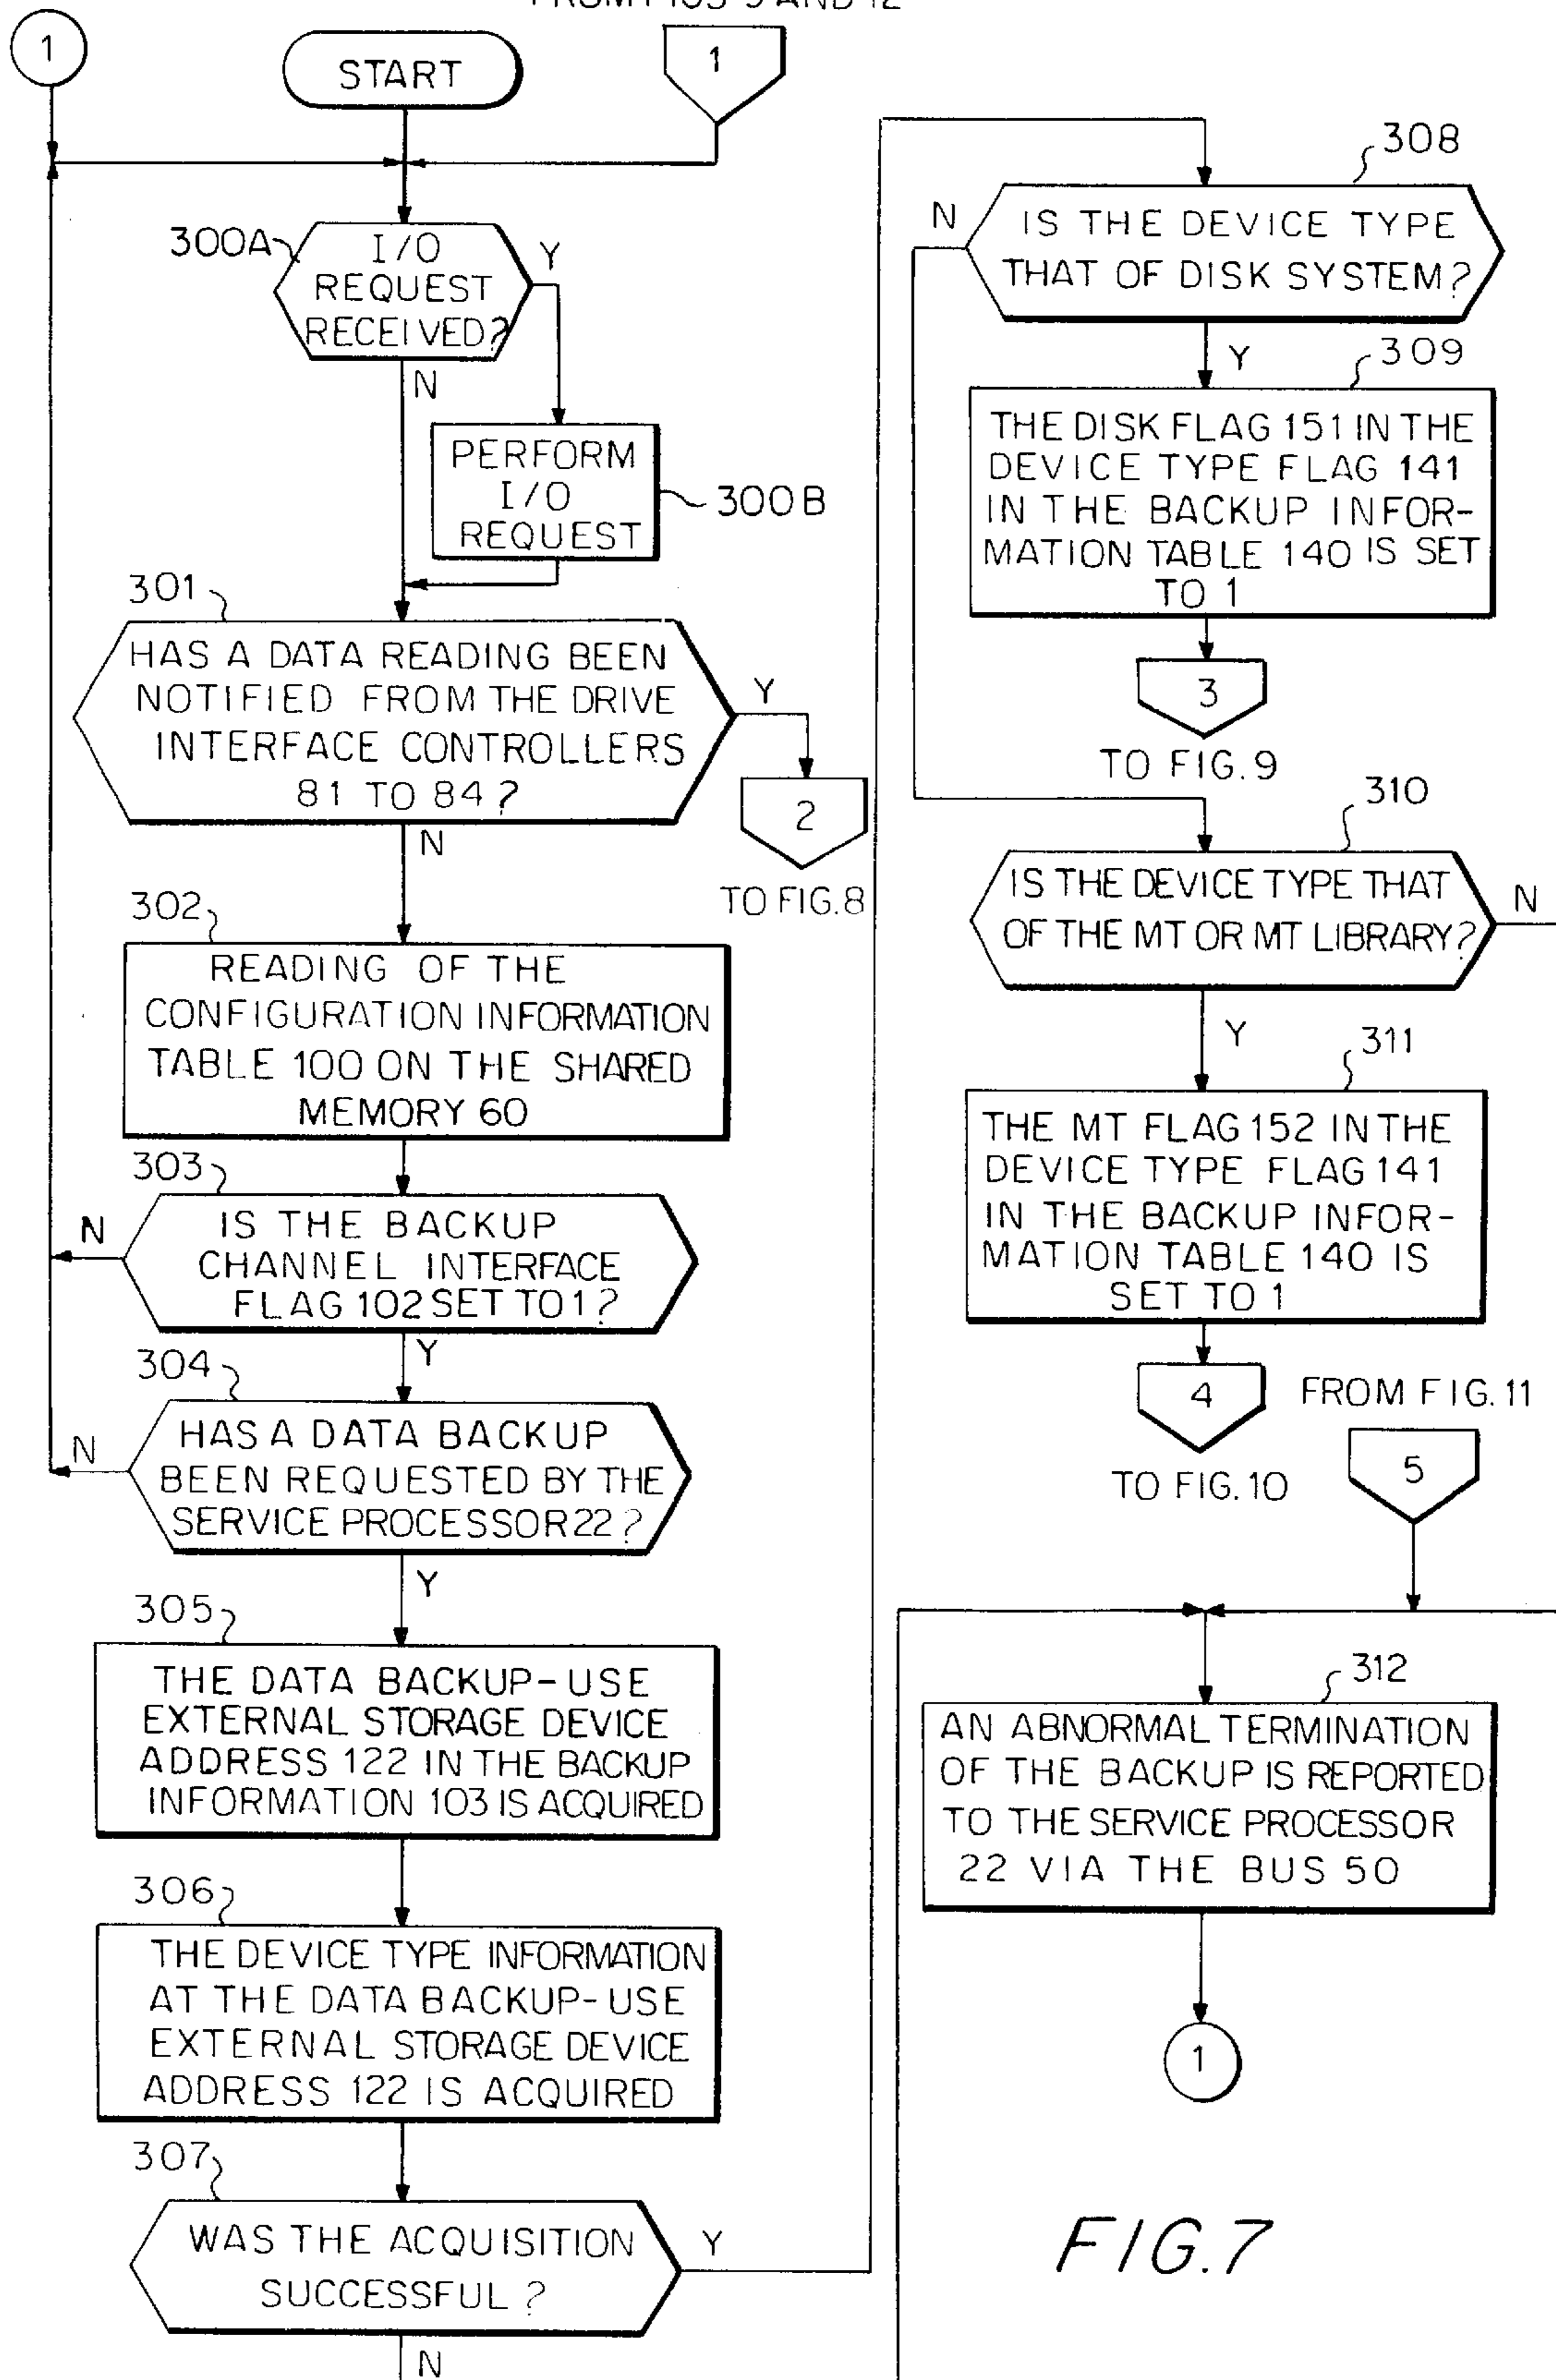 FROM FIGS 9 AND 12
1
START
1
300A
I/O
REQUEST
RECEIVED?
Y
N
PERFORM
I/O
REQUEST
300B
301
HAS A DATA READING BEEN
NOTIFIED FROM THE DRIVE
INTERFACE CONTROLLERS
81 TO 84?
Y
2
TO FIG.8
N
302
READING OF THE
CONFIGURATION INFORMATION
TABLE 100 ON THE SHARED
MEMORY 60
303
IS THE BACKUP
CHANNEL INTERFACE
FLAG 102 SET TO 1?
N
Y
304
HAS A DATA BACKUP
BEEN REQUESTED BY THE
SERVICE PROCESSOR 22?
N
Y
305
THE DATA BACKUP-USE
EXTERNAL STORAGE DEVICE
ADDRESS 122 IN THE BACKUP
INFORMATION 103 IS ACQUIRED
306
THE DEVICE TYPE INFORMATION
AT THE DATA BACKUP-USE
EXTERNAL STORAGE DEVICE
ADDRESS 122 IS ACQUIRED
307
WAS THE ACQUISITION
SUCCESSFUL?
Y
N
308
IS THE DEVICE TYPE
THAT OF DISK SYSTEM?
N
Y
309
THE DISK FLAG 151 IN THE
DEVICE TYPE FLAG 141
IN THE BACKUP INFOR-
MATION TABLE 140 IS SET
TO 1
3
TO FIG.9
310
IS THE DEVICE TYPE THAT
OF THE MT OR MT LIBRARY?
N
Y
311
THE MT FLAG 152 IN THE
DEVICE TYPE FLAG 141
IN THE BACKUP INFOR-
MATION TABLE 140 IS
SET TO 1
4
TO FIG.10
FROM FIG.11
5
312
AN ABNORMAL TERMINATION
OF THE BACKUP IS REPORTED
TO THE SERVICE PROCESSOR
22 VIA THE BUS 50
1
FIG.7